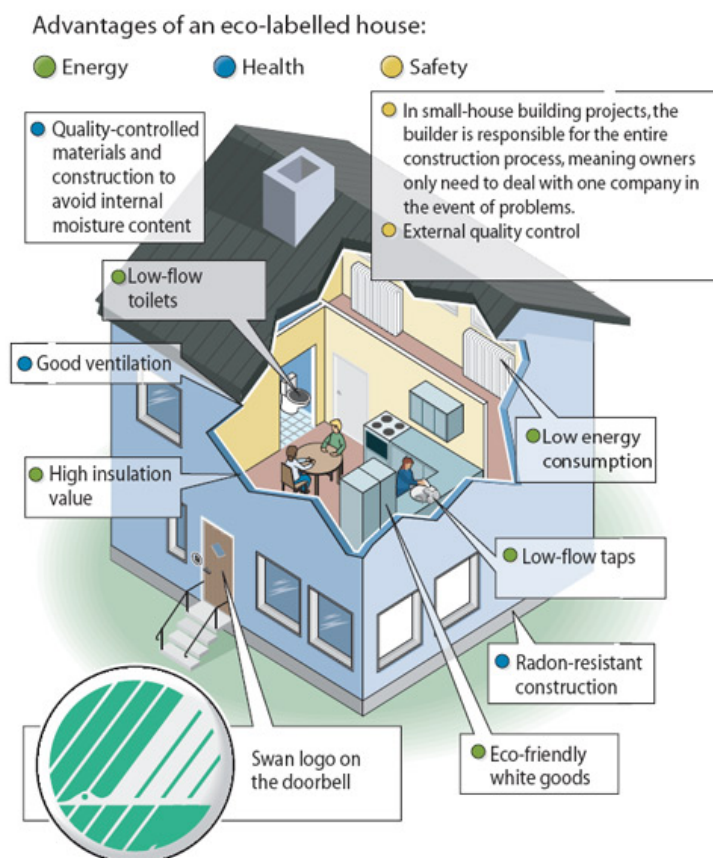 Advantages of an eco-labelled house:
Energy
Health
Safety
Quality-controlled
materials and
construction to
avoid internal
moisture content
In small-house building projects, the
builder is responsible for the entire
construction process, meaning owners
only need to deal with one company in
the event of problems.
External quality control
Low-flow
toilets
Good ventilation
Low energy
consumption
High insulation
value
Low-flow taps
Radon-resistant
construction
Swan logo on
the doorbell
Eco-friendly
white goods